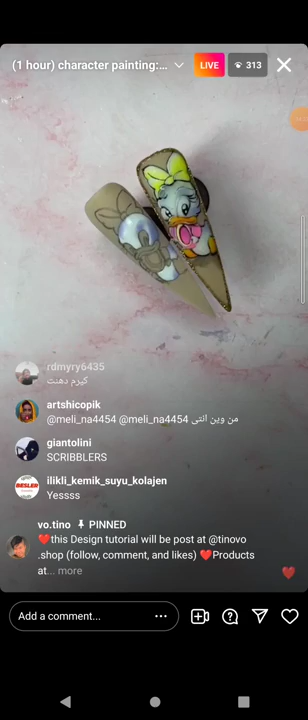 (1 hour) character painting:...
LIVE
313
rdmyry6435
کیرم دهنت
artshicopik
@meli_na4454 @meli_na4454 من وين انتى
giantolini
SCRIBBLERS
ilikli_kemik_suyu_kolajen
Yessss
vo.tino PINNED
❤️this Design tutorial will be post at @tinovo
.shop (follow, comment, and likes) ❤️Products
at... more
Add a comment...